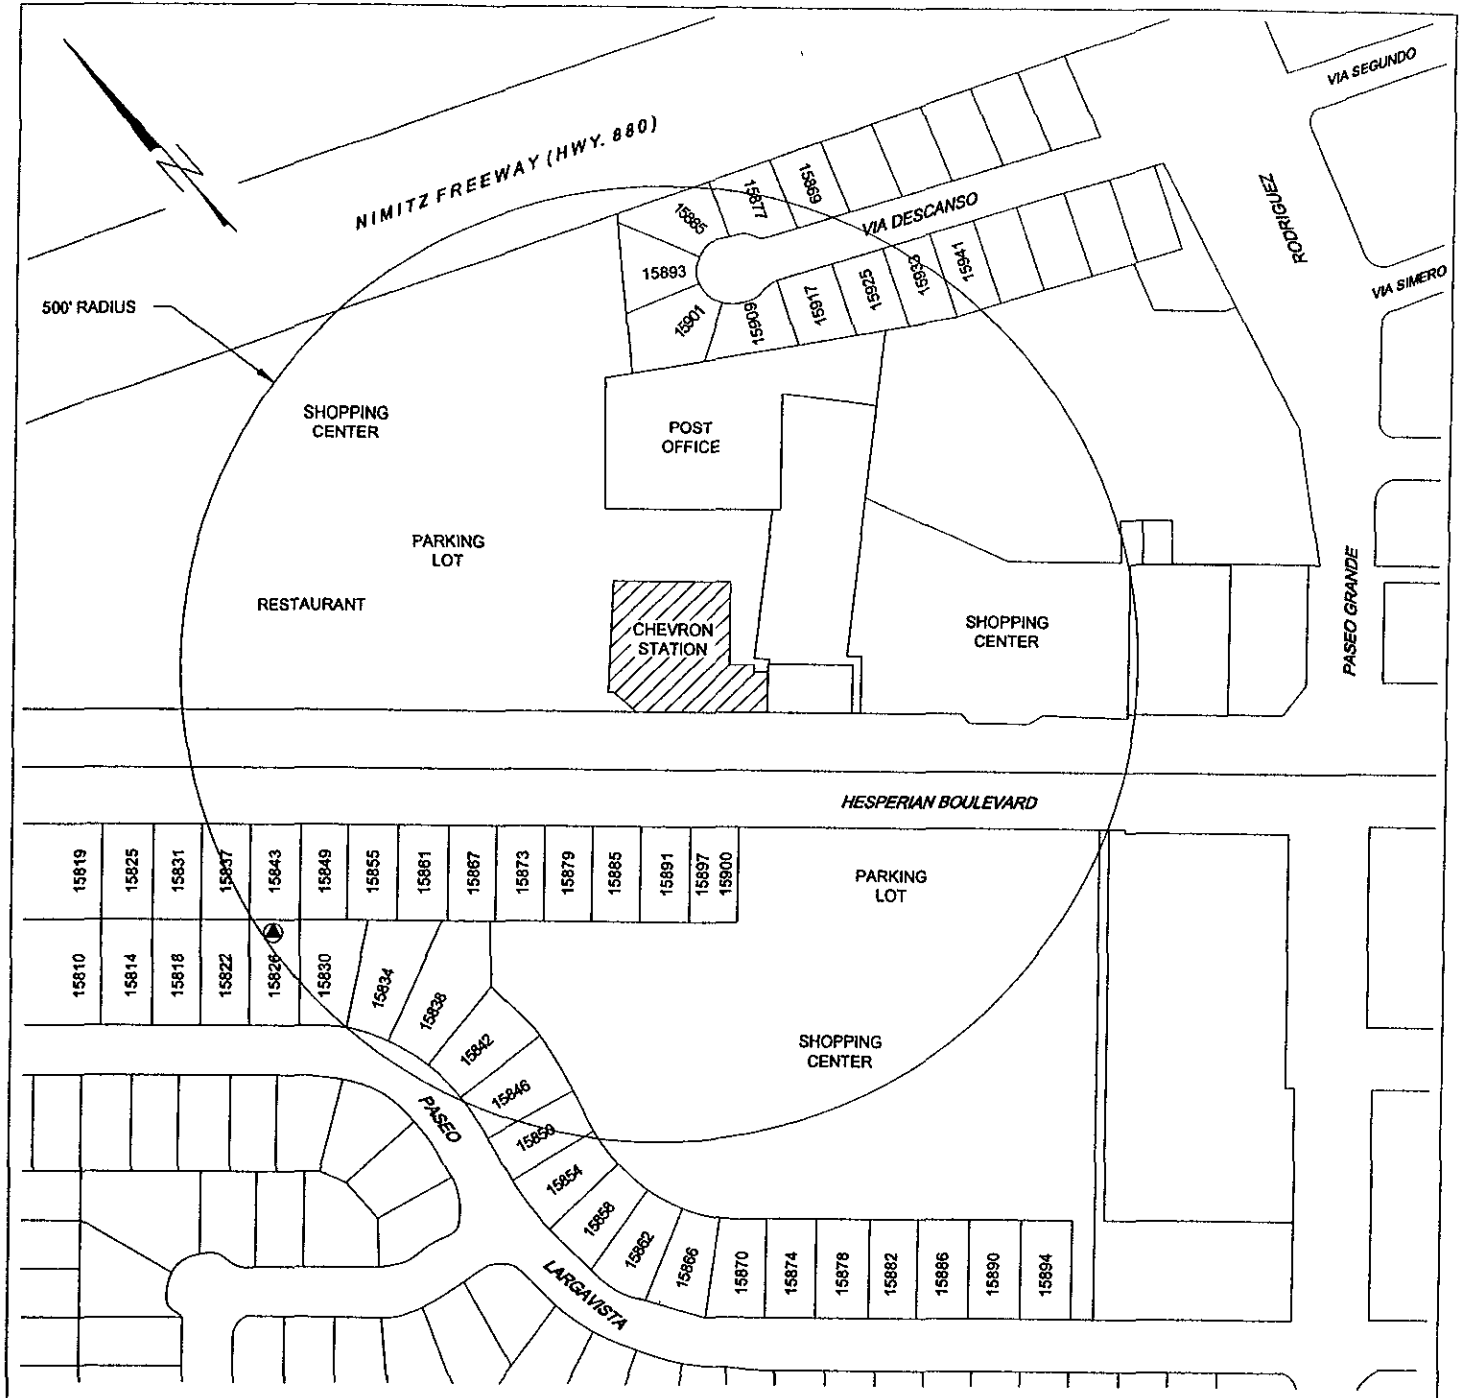 VIA SEGUNDO
NIMITZ FREEWAY (HWY. 880)
15869
15877
15885
VIA DESCANSO
RODRIGUEZ
15893
15941
15933
15925
15917
15909
15901
VIA SIMERO
500' RADIUS
SHOPPING
CENTER
POST
OFFICE
PARKING
LOT
RESTAURANT
CHEVRON
STATION
SHOPPING
CENTER
PASEO GRANDE
HESPERIAN BOULEVARD
15819
15825
15831
15837
15843
15849
15855
15861
15867
15873
15879
15885
15891
15897
15900
PARKING
LOT
15810
15814
15818
15822
15826
15830
15834
15838
15842
15846
15850
15854
15858
15862
15866
15870
15874
15878
15882
15886
15890
15894
SHOPPING
CENTER
PASEO
LARGAVISTA
N